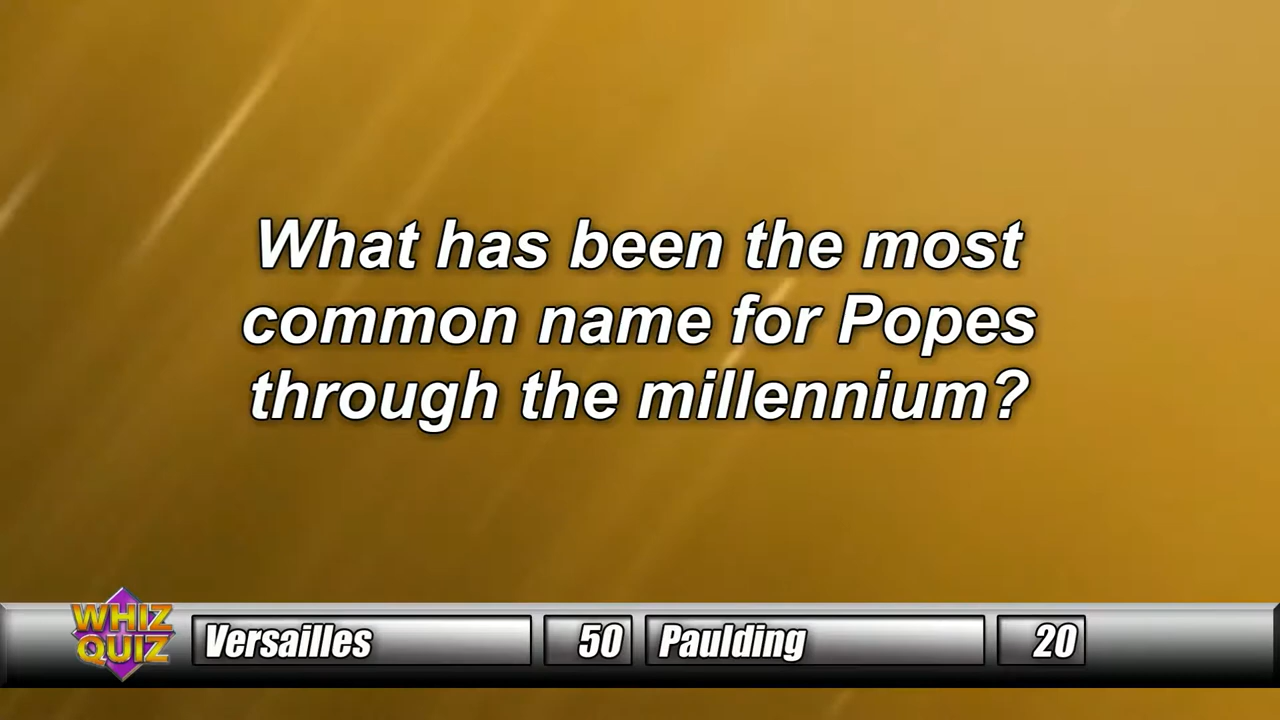 What has been the most
common name for Popes
through the millennium?
WHIZ
QUIZ
Versailles 50 Paulding 20